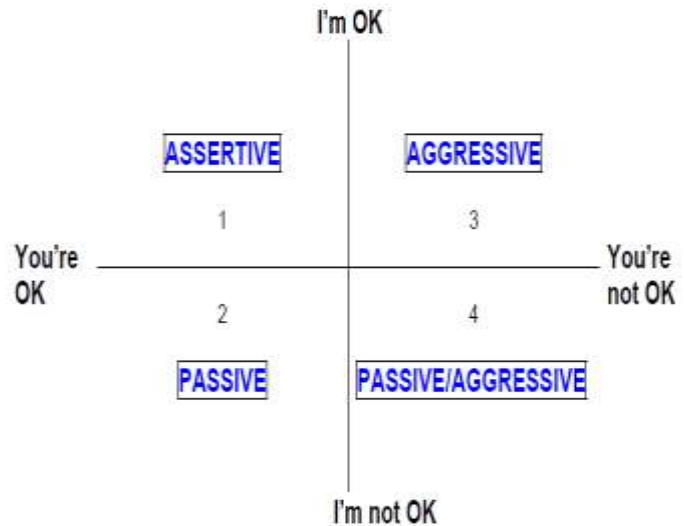 I'm OK
ASSERTIVE
AGGRESSIVE
1
3
You're
OK
You're
not OK
2
4
PASSIVE
PASSIVE/AGGRESSIVE
I'm not OK